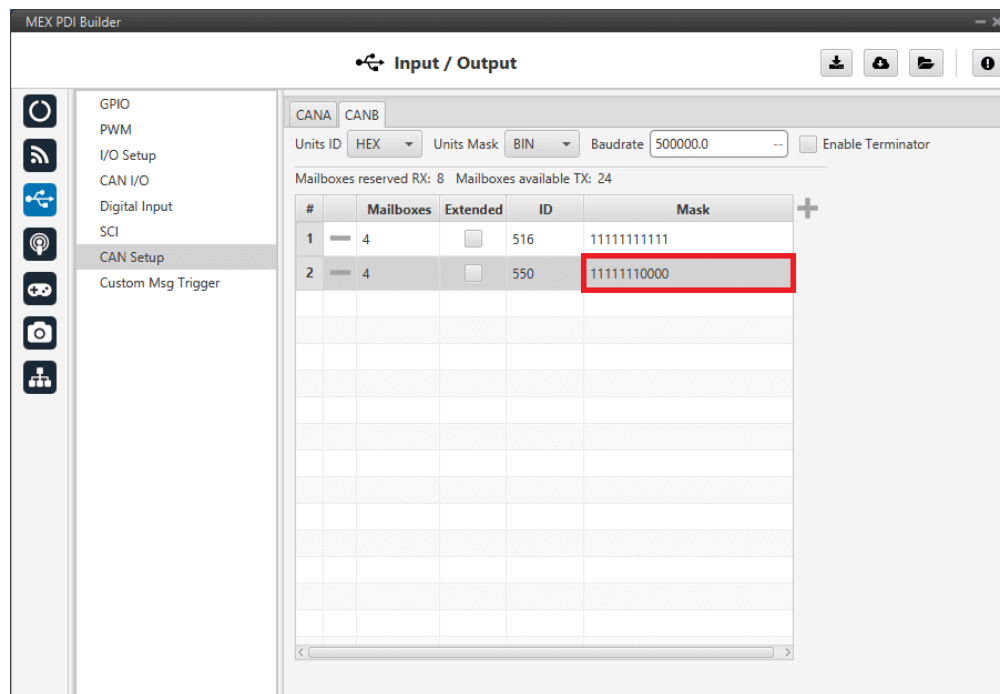 MEX PDI Builder
Input / Output
GPIO
PWM
I/O Setup
CAN I/O
Digital Input
SCI
CAN Setup
Custom Msg Trigger
CANA CANB
Units ID HEX Units Mask BIN Baudrate 500000.0 -- Enable Terminator
Mailboxes reserved RX: 8 Mailboxes available TX: 24
# Mailboxes Extended ID Mask
1 4 516 11111111111
2 4 550 11111110000